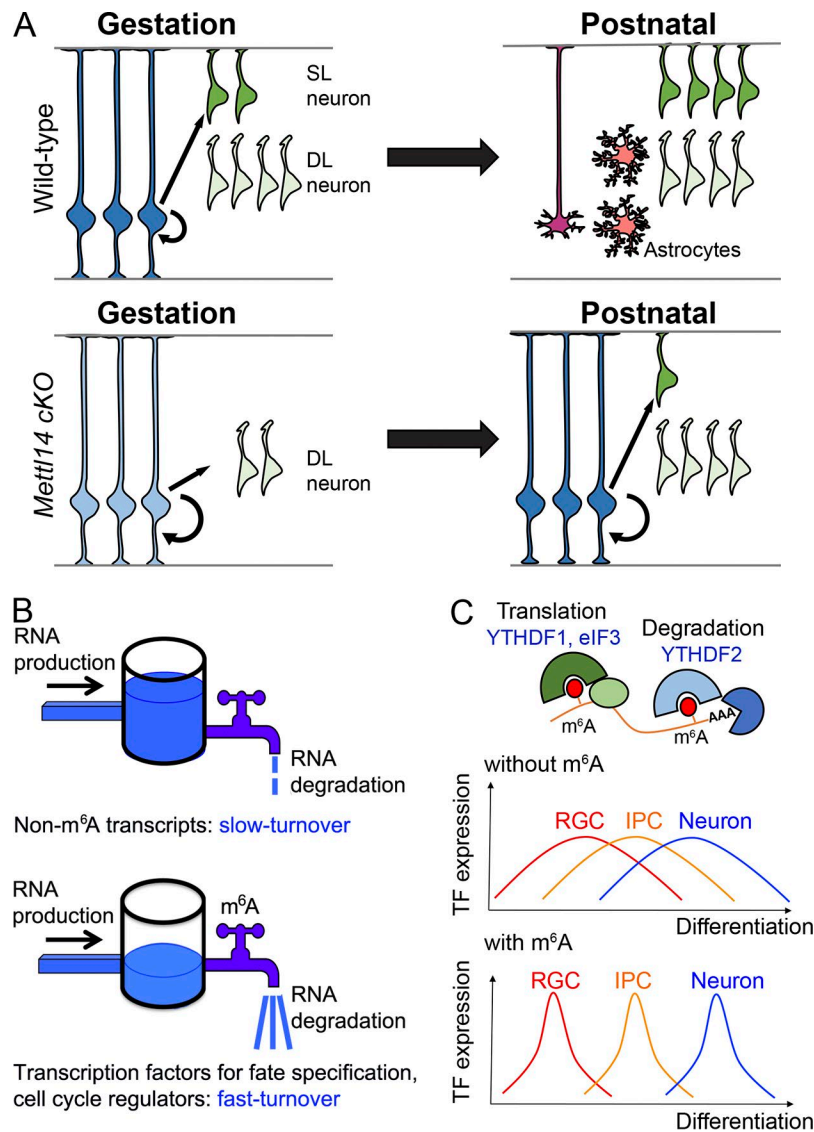 A
Gestation
Postnatal
Wild-type
SL
neuron
DL
neuron
Astrocytes
Gestation
Postnatal
Mettl14 cKO
DL
neuron
B
RNA
production
RNA
degradation
Non-m⁶A transcripts: slow-turnover
RNA
production
m⁶A
RNA
degradation
Transcription factors for fate specification,
cell cycle regulators: fast-turnover
C
Translation
YTHDF1, eIF3
Degradation
YTHDF2
m⁶A
m⁶A
AAA
without m⁶A
TF expression
RGC
IPC
Neuron
Differentiation
with m⁶A
TF expression
RGC
IPC
Neuron
Differentiation